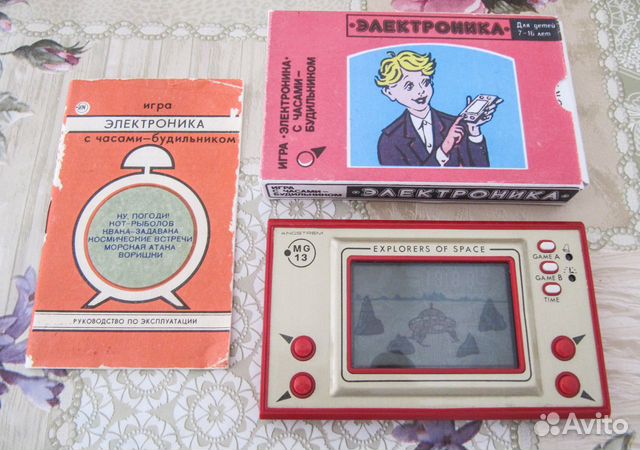 игра
ЭЛЕКТРОНИКА
с часами-будильником
НУ, ПОГОДИ!
КОТ-РЫБОЛОВ
КВАКА-ЗАДАВАКА
КОСМИЧЕСКИЕ ВСТРЕЧИ
МОРСКАЯ АТАКА
ВОРИШКИ
РУКОВОДСТВО ПО ЭКСПЛУАТАЦИИ
•ЭЛЕКТРОНИКА•
Для детей
7-16 лет
ИГРА •ЭЛЕКТРОНИКА•
С ЧАСАМИ-
БУДИЛЬНИКОМ
ИГРА
С ЧАСАМИ-
БУДИЛЬНИКОМ
•ЭЛЕКТРОНИКА•
ANGSTREM
MG
13
EXPLORERS OF SPACE
GAME A
GAME B
TIME
Avito